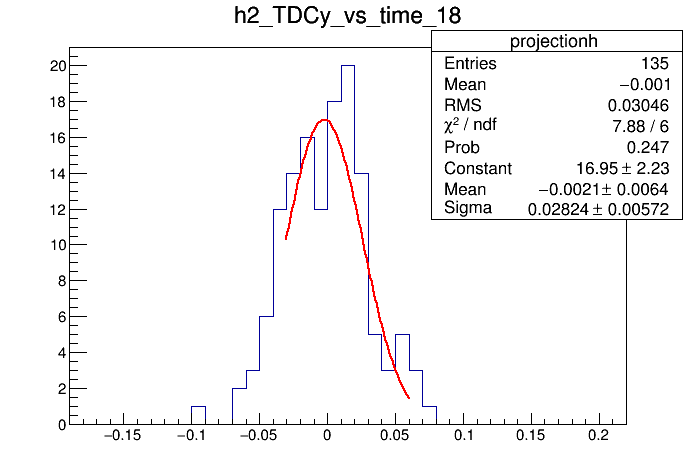 h2_TDCy_vs_time_18
projectionh
Entries 135
Mean −0.001
RMS 0.03046
χ² / ndf 7.88 / 6
Prob 0.247
Constant 16.95 ± 2.23
Mean −0.0021± 0.0064
Sigma 0.02824 ± 0.00572
20
18
16
14
12
10
8
6
4
2
0
−0.15 −0.1 −0.05 0 0.05 0.1 0.15 0.2